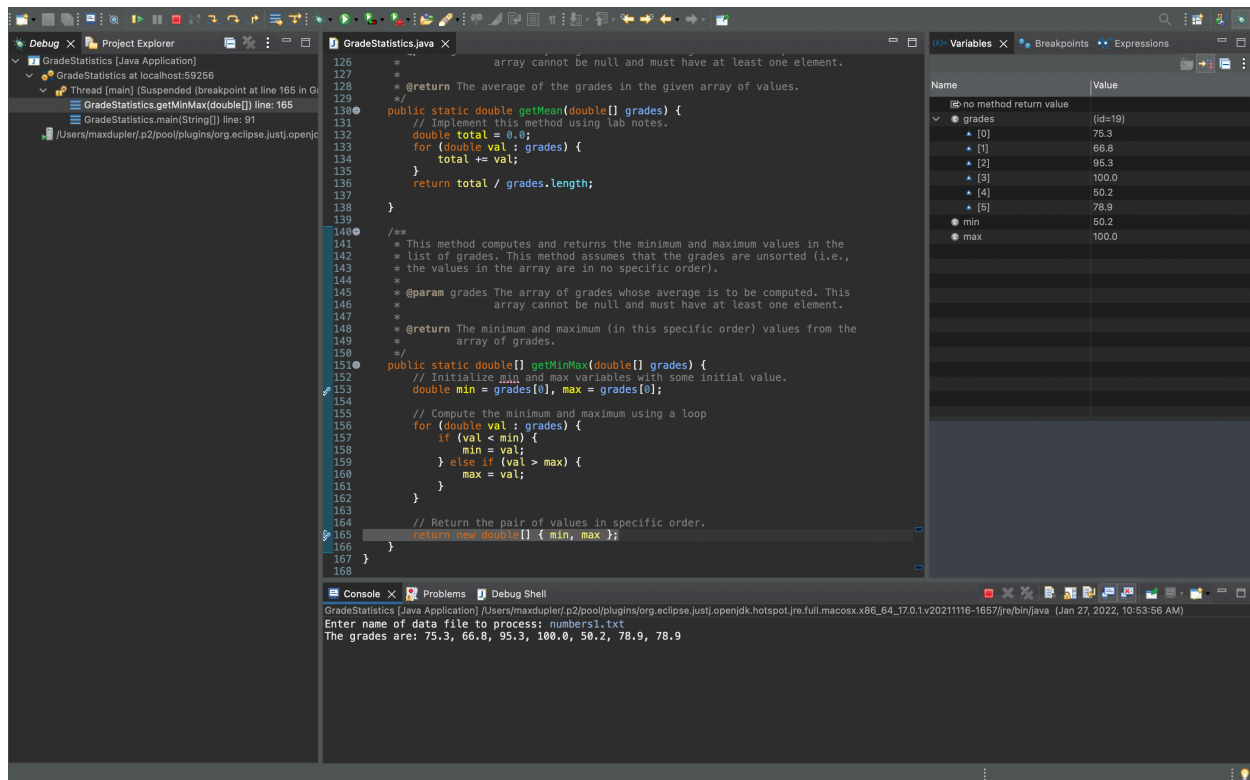 Debug
Project Explorer
GradeStatistics [Java Application]
GradeStatistics at localhost:59256
Thread [main] (Suspended (breakpoint at line 165 in Gr
GradeStatistics.getMinMax(double[]) line: 165
GradeStatistics.main(String[]) line: 91
/Users/maxdupler/.p2/pool/plugins/org.eclipse.justj.openjd
GradeStatistics.java
126 * array cannot be null and must have at least one element.
127 *
128 * @return The average of the grades in the given array of values.
129 */
130 public static double getMean(double[] grades) {
131 // Implement this method using lab notes.
132 double total = 0.0;
133 for (double val : grades) {
134 total += val;
135 }
136 return total / grades.length;
137
138 }
139
140 /**
141 * This method computes and returns the minimum and maximum values in the
142 * list of grades. This method assumes that the grades are unsorted (i.e.,
143 * the values in the array are in no specific order).
144 *
145 * @param grades The array of grades whose average is to be computed. This
146 * array cannot be null and must have at least one element.
147 *
148 * @return The minimum and maximum (in this specific order) values from the
149 * array of grades.
150 */
151 public static double[] getMinMax(double[] grades) {
152 // Initialize min and max variables with some initial value.
153 double min = grades[0], max = grades[0];
154
155 // Compute the minimum and maximum using a loop
156 for (double val : grades) {
157 if (val < min) {
158 min = val;
159 } else if (val > max) {
160 max = val;
161 }
162 }
163
164 // Return the pair of values in specific order.
165 return new double[] { min, max };
166 }
167 }
168
Variables
Breakpoints
Expressions
Name Value
no method return value
grades (id=19)
[0] 75.3
[1] 66.8
[2] 95.3
[3] 100.0
[4] 50.2
[5] 78.9
min 50.2
max 100.0
Console
Problems
Debug Shell
GradeStatistics [Java Application] /Users/maxdupler/.p2/pool/plugins/org.eclipse.justj.openjdk.hotspot.jre.full.macosx.x86_64_17.0.1.v20211116-1657/jre/bin/java (Jan 27, 2022, 10:53:56 AM)
Enter name of data file to process: numbers1.txt
The grades are: 75.3, 66.8, 95.3, 100.0, 50.2, 78.9, 78.9